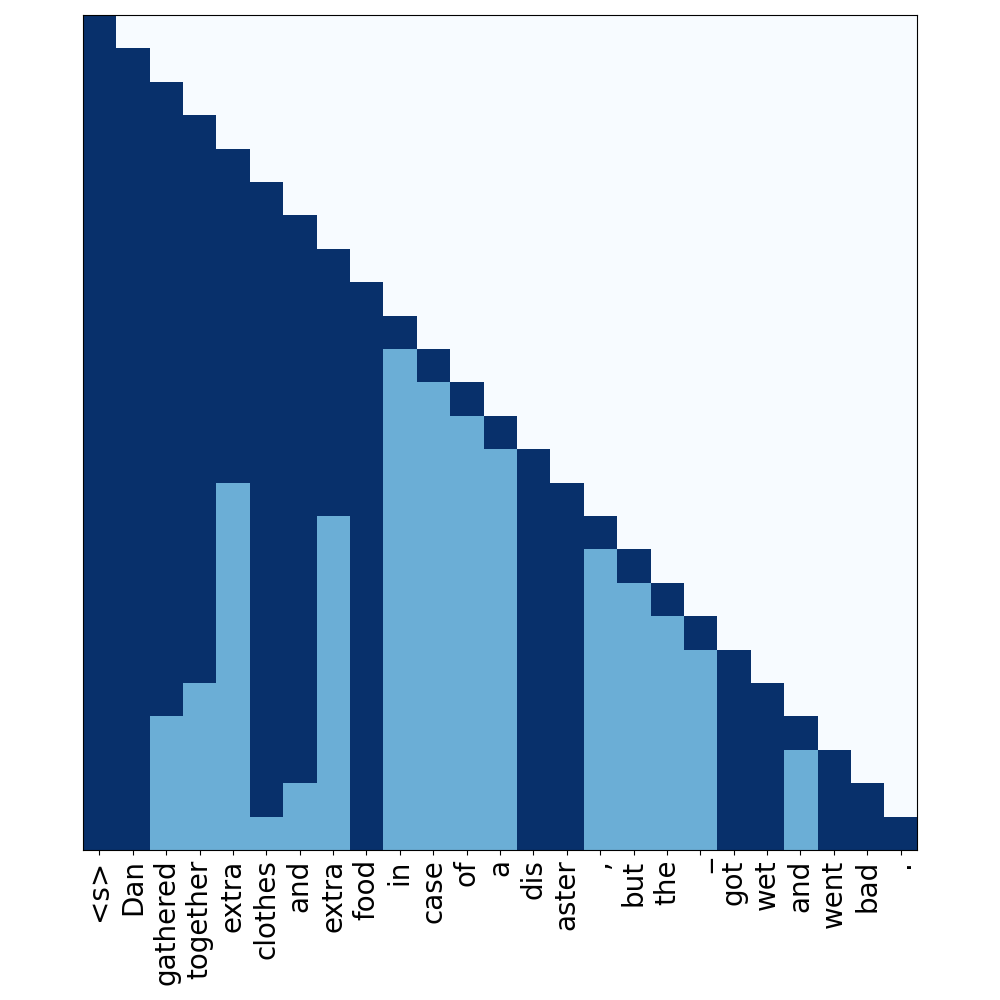 <s>
Dan
gathered
together
extra
clothes
and
extra
food
in
case
of
a
dis
aster
,
but
the
_
got
wet
and
went
bad
.